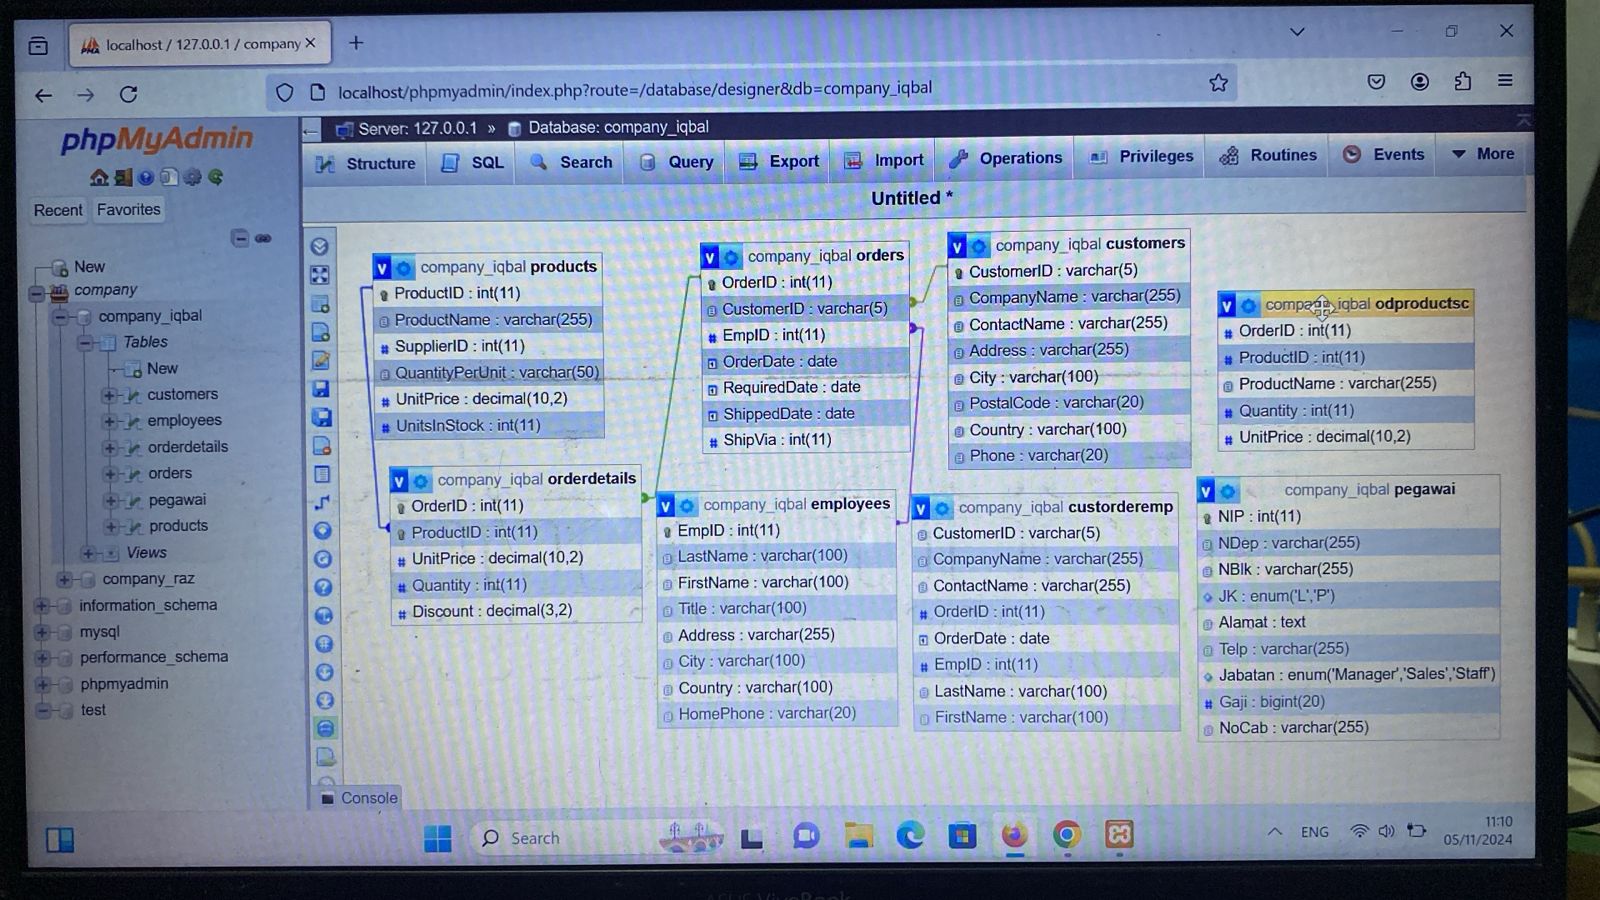 localhost / 127.0.0.1 / company
localhost/phpmyadmin/index.php?route=/database/designer&db=company_iqbal
phpMyAdmin
Recent Favorites
New
company
company_iqbal
Tables
New
customers
employees
orderdetails
orders
pegawai
products
Views
company_raz
information_schema
mysql
performance_schema
phpmyadmin
test
Server: 127.0.0.1 » Database: company_iqbal
Structure SQL Search Query Export Import Operations Privileges Routines Events More
Untitled *
company_iqbal products
ProductID : int(11)
ProductName : varchar(255)
SupplierID : int(11)
QuantityPerUnit : varchar(50)
UnitPrice : decimal(10,2)
UnitsInStock : int(11)
company_iqbal orders
OrderID : int(11)
CustomerID : varchar(5)
EmpID : int(11)
OrderDate : date
RequiredDate : date
ShippedDate : date
ShipVia : int(11)
company_iqbal customers
CustomerID : varchar(5)
CompanyName : varchar(255)
ContactName : varchar(255)
Address : varchar(255)
City : varchar(100)
PostalCode : varchar(20)
Country : varchar(100)
Phone : varchar(20)
company_iqbal odproductsc
OrderID : int(11)
ProductID : int(11)
ProductName : varchar(255)
Quantity : int(11)
UnitPrice : decimal(10,2)
company_iqbal orderdetails
OrderID : int(11)
ProductID : int(11)
UnitPrice : decimal(10,2)
Quantity : int(11)
Discount : decimal(3,2)
company_iqbal employees
EmpID : int(11)
LastName : varchar(100)
FirstName : varchar(100)
Title : varchar(100)
Address : varchar(255)
City : varchar(100)
Country : varchar(100)
HomePhone : varchar(20)
company_iqbal custorderemp
CustomerID : varchar(5)
CompanyName : varchar(255)
ContactName : varchar(255)
OrderID : int(11)
OrderDate : date
EmpID : int(11)
LastName : varchar(100)
FirstName : varchar(100)
company_iqbal pegawai
NIP : int(11)
NDep : varchar(255)
NBlk : varchar(255)
JK : enum('L','P')
Alamat : text
Telp : varchar(255)
Jabatan : enum('Manager','Sales','Staff')
Gaji : bigint(20)
NoCab : varchar(255)
Console
Search
ENG
11:10
05/11/2024